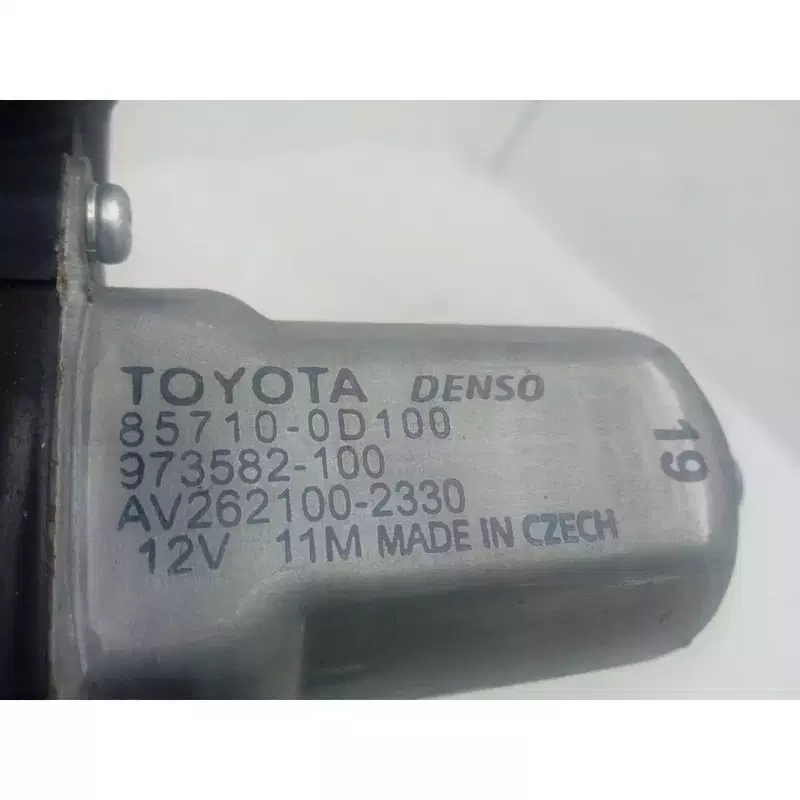 TOYOTA DENSO
85710-0D100
973582-100
AV262100-2330
12V 11M MADE IN CZECH
19